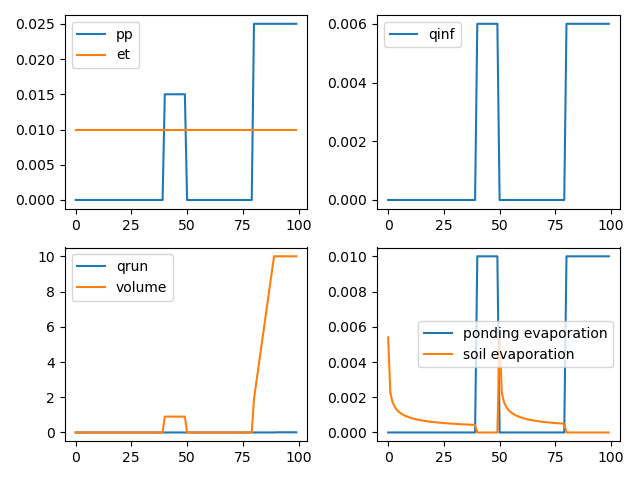 0.025
0.020
0.015
0.010
0.005
0.000
pp
et
0 25 50 75 100
0.006
0.004
0.002
0.000
qinf
0 25 50 75 100
10
8
6
4
2
0
qrun
volume
0 25 50 75 100
0.010
0.008
0.006
0.004
0.002
0.000
ponding evaporation
soil evaporation
0 25 50 75 100